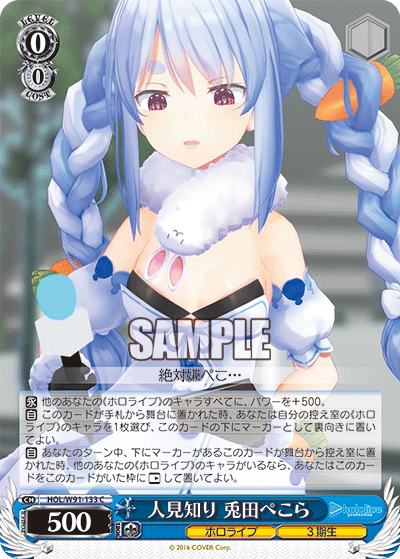 LEVEL
0
0
COST
SAMPLE
絶対嫌ぺこ…
永 他のあなたの《ホロライブ》のキャラすべてに、パワーを+500。
自 このカードが手札から舞台に置かれた時、あなたは自分の控え室の《ホロライブ》のキャラを1枚選び、このカードの下にマーカーとして裏向きに置いてよい。
自 あなたのターン中、下にマーカーがあるこのカードが舞台から控え室に置かれた時、他のあなたの《ホロライブ》のキャラがいるなら、あなたはこのカードをこのカードがいた枠にしてよい。
CH
HOL/W91-133 C
500
人見知り 兎田ぺこら
hololive
production
ホロライブ
3期生
© 2016 COVER Corp.